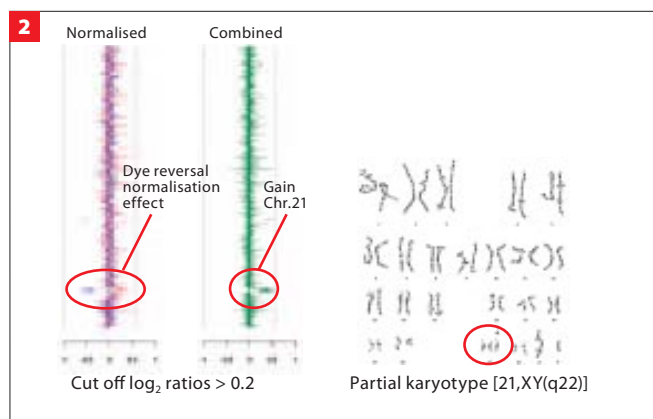 2
Normalised
Combined
Dye reversal
normalisation
effect
Gain
Chr.21
Cut off log₂ ratios > 0.2
Partial karyotype [21,XY(q22)]